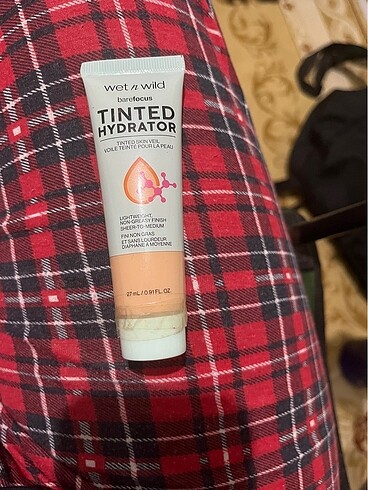 wet n wild
barefocus
TINTED
HYDRATOR
TINTED SKIN VEIL
VOILE TEINTÉ POUR LA PEAU
LIGHTWEIGHT,
NON-GREASY FINISH
SHEER-TO-MEDIUM
FINI NON GRAS
ET SANS LOURDEUR
DIAPHANE À MOYENNE
27 mL / 0.91 FL. OZ.